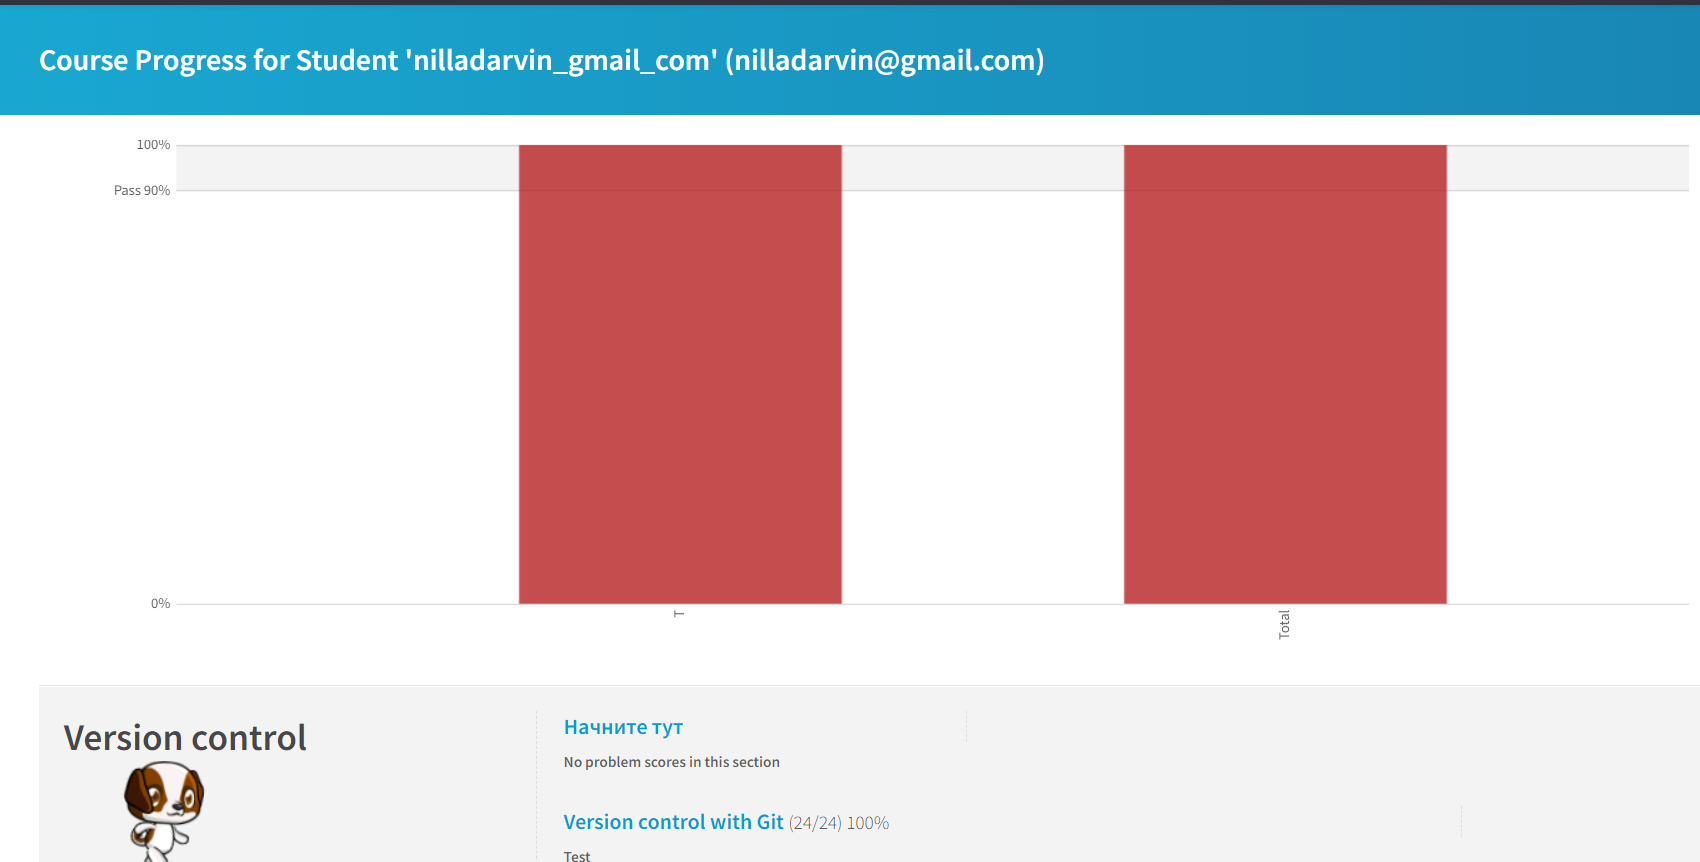 Course Progress for Student 'nilladarvin_gmail_com' (nilladarvin@gmail.com)
100%
Pass 90%
0%
T
Total
Version control
Начните тут
No problem scores in this section
Version control with Git (24/24) 100%
Test